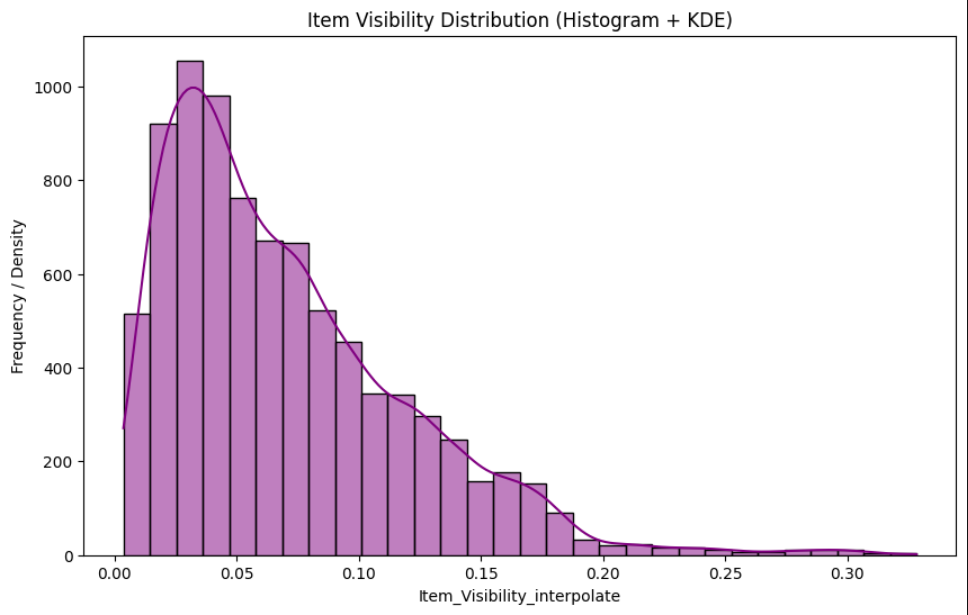 Item Visibility Distribution (Histogram + KDE)
Frequency / Density
1000
800
600
400
200
0
0.00 0.05 0.10 0.15 0.20 0.25 0.30
Item_Visibility_interpolate